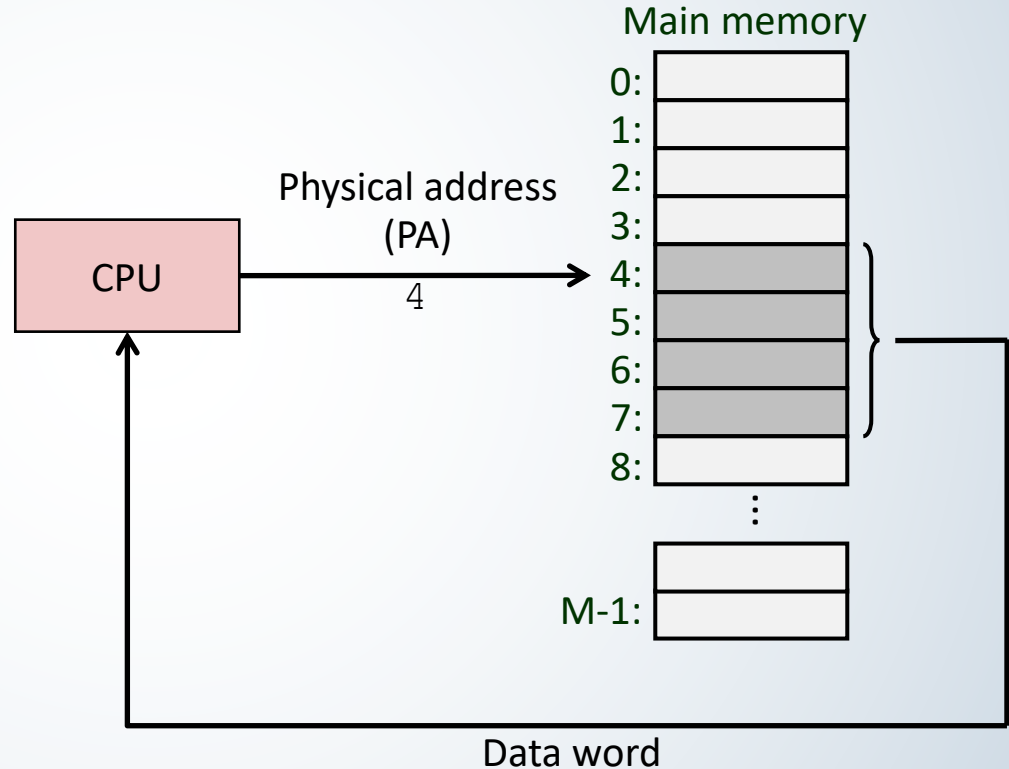 Main memory
0:
1:
2:
3:
4:
5:
6:
7:
8:
⋮
M-1:
Physical address
(PA)
4
CPU
Data word